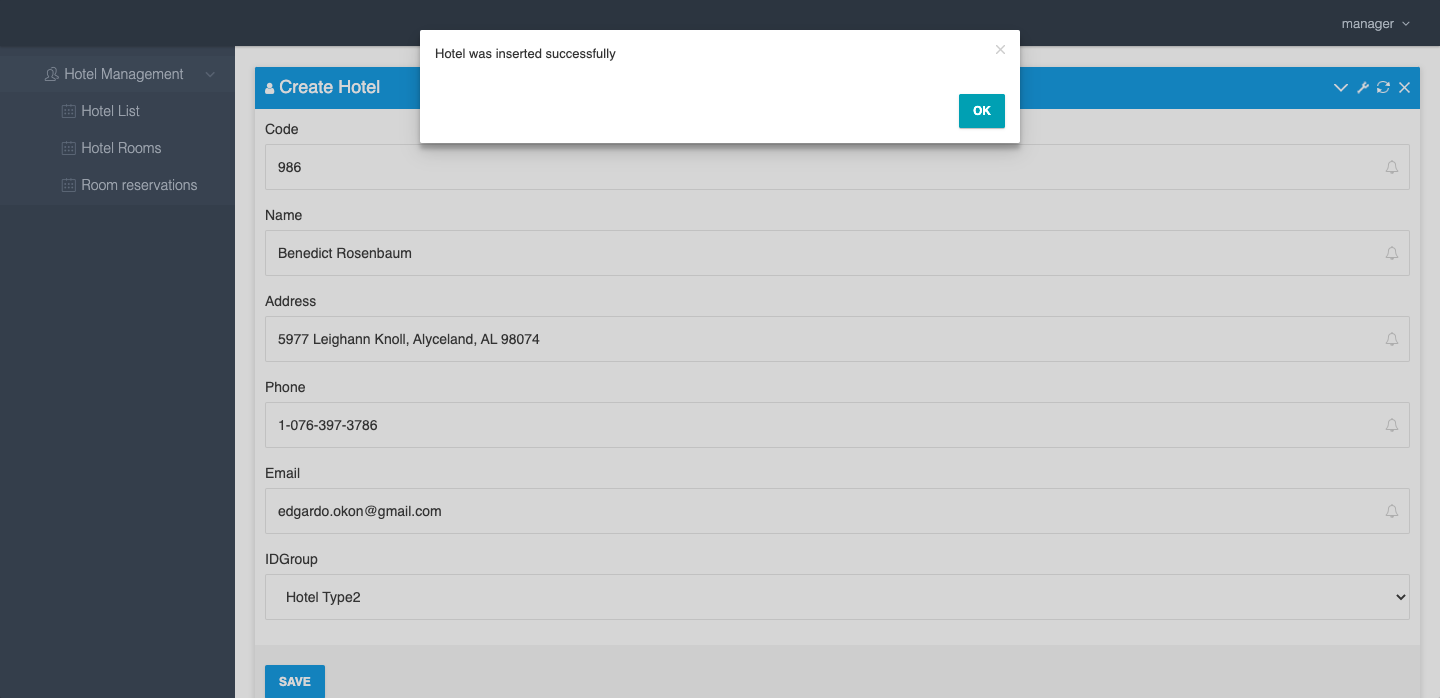 manager
Hotel was inserted successfully
×
OK
Hotel Management
Hotel List
Hotel Rooms
Room reservations
Create Hotel
Code
986
Name
Benedict Rosenbaum
Address
5977 Leighann Knoll, Alyceland, AL 98074
Phone
1-076-397-3786
Email
edgardo.okon@gmail.com
IDGroup
Hotel Type2
SAVE